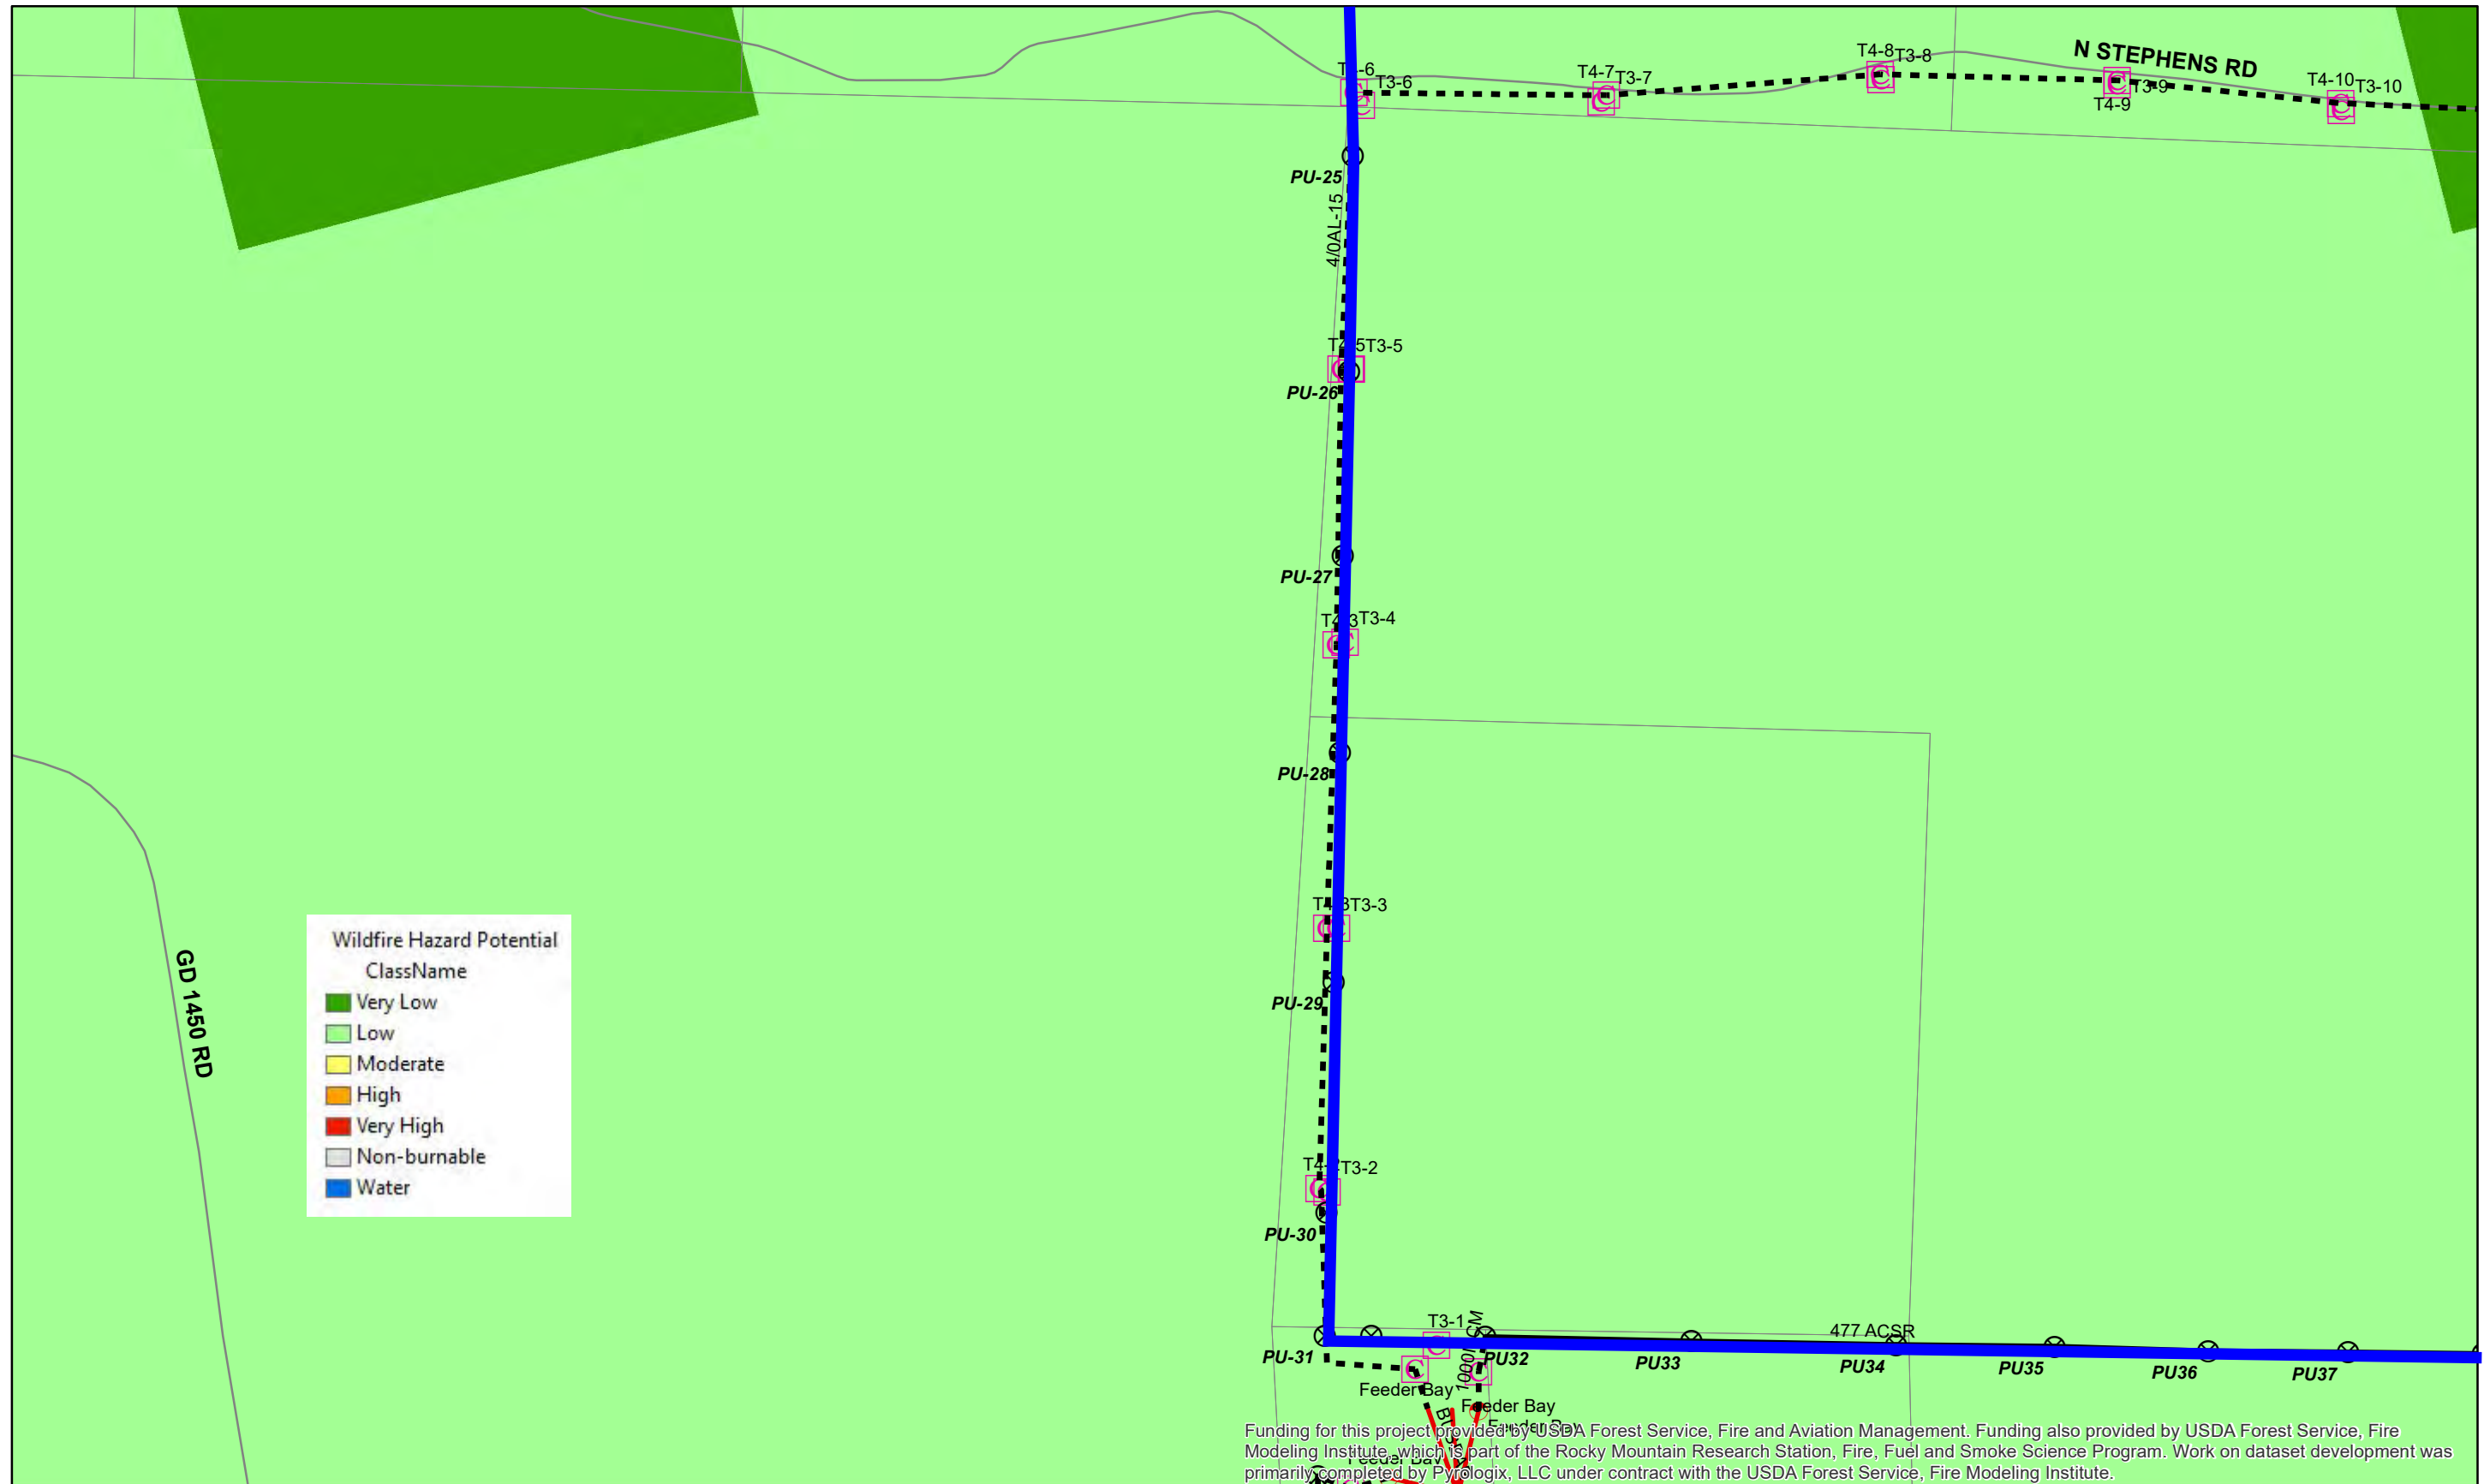 N STEPHENS RD
T4-8 T3-8
T4-7 T3-7
T3-6
T4-10 T3-10
T3-9
T4-9
PU-25
4/0AL-15
T3-5
PU-26
PU-27
T3-4
PU-28
T3-3
PU-29
GD 1450 RD
Wildfire Hazard Potential
ClassName
Very Low
Low
Moderate
High
Very High
Non-burnable
Water
T3-2
PU-30
T3-1
477 ACSR
PU-31
PU32
PU33
PU34
PU35
PU36
PU37
Feeder Bay
Feeder Bay
Feeder Bay
Feeder Bay
Funding for this project provided by USDA Forest Service, Fire and Aviation Management. Funding also provided by USDA Forest Service, Fire
Modeling Institute, which is part of the Rocky Mountain Research Station, Fire, Fuel and Smoke Science Program. Work on dataset development was
primarily completed by Pyrologix, LLC under contract with the USDA Forest Service, Fire Modeling Institute.